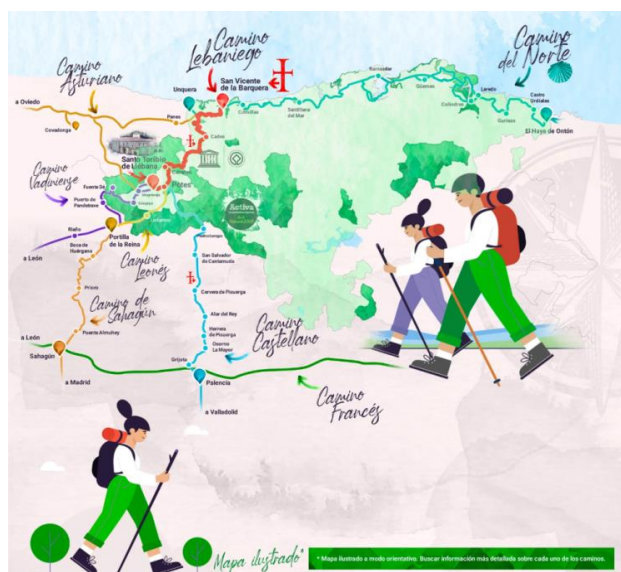 Camino
Lebaniego
Camino
del Norte
Camino
Asturiano
Unquera
San Vicente
de la Barquera
a Oviedo
Covadonga
Panes
Comillas
Santillana
del Mar
Santander
Güemes
Colindres
Laredo
Guriezo
Castro
Urdiales
El Haya de Ontón
Cades
Santo Toribio
de Liébana
Potes
Camino
Vadiniense
Fuente Dé
Puerto de
Pandetrave
Riaño
a León
Portilla
de la Reina
Activa
Boca de
Huérgano
Camino
Leonés
San Salvador
de Cantamuda
Prioro
Cervera de Pisuerga
Camino de
Sahagún
Puente Almuhey
Alar del Rey
Herrera
de Pisuerga
Osorno
La Mayor
Camino
Castellano
a León
Sahagún
Grijota
a Madrid
Palencia
a Valladolid
Camino
Francés
Mapa ilustrado*
* Mapa ilustrado a modo orientativo. Buscar información más detallada sobre cada uno de los caminos.